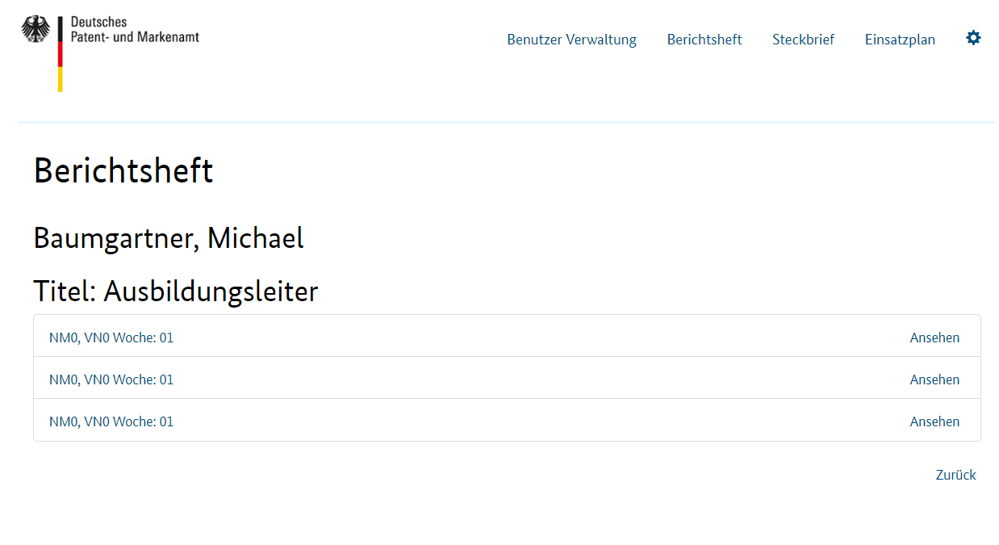 Deutsches
Patent- und Markenamt
Benutzer Verwaltung Berichtsheft Steckbrief Einsatzplan
Berichtsheft
Baumgartner, Michael
Titel: Ausbildungsleiter
NM0, VN0 Woche: 01 Ansehen
NM0, VN0 Woche: 01 Ansehen
NM0, VN0 Woche: 01 Ansehen
Zurück